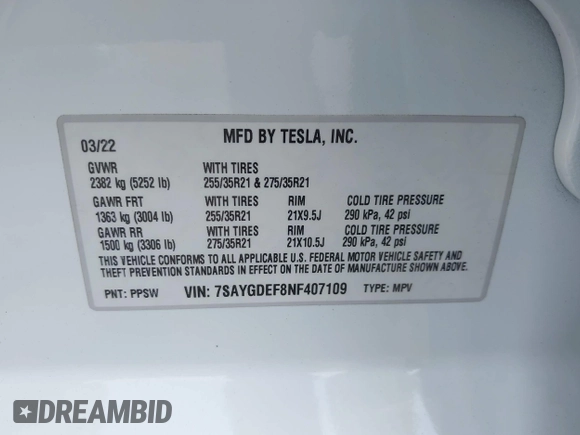 MFD BY TESLA, INC.
03/22
GVWR WITH TIRES
2382 kg (5252 lb) 255/35R21 & 275/35R21
GAWR FRT WITH TIRES RIM COLD TIRE PRESSURE
1363 kg (3004 lb) 255/35R21 21X9.5J 290 kPa, 42 psi
GAWR RR WITH TIRES RIM COLD TIRE PRESSURE
1500 kg (3306 lb) 275/35R21 21X10.5J 290 kPa, 42 psi
THIS VEHICLE CONFORMS TO ALL APPLICABLE U.S. FEDERAL MOTOR VEHICLE SAFETY AND
THEFT PREVENTION STANDARDS IN EFFECT ON THE DATE OF MANUFACTURE SHOWN ABOVE.
PNT: PPSW VIN: 7SAYGDEF8NF407109 TYPE: MPV
DREAMBID